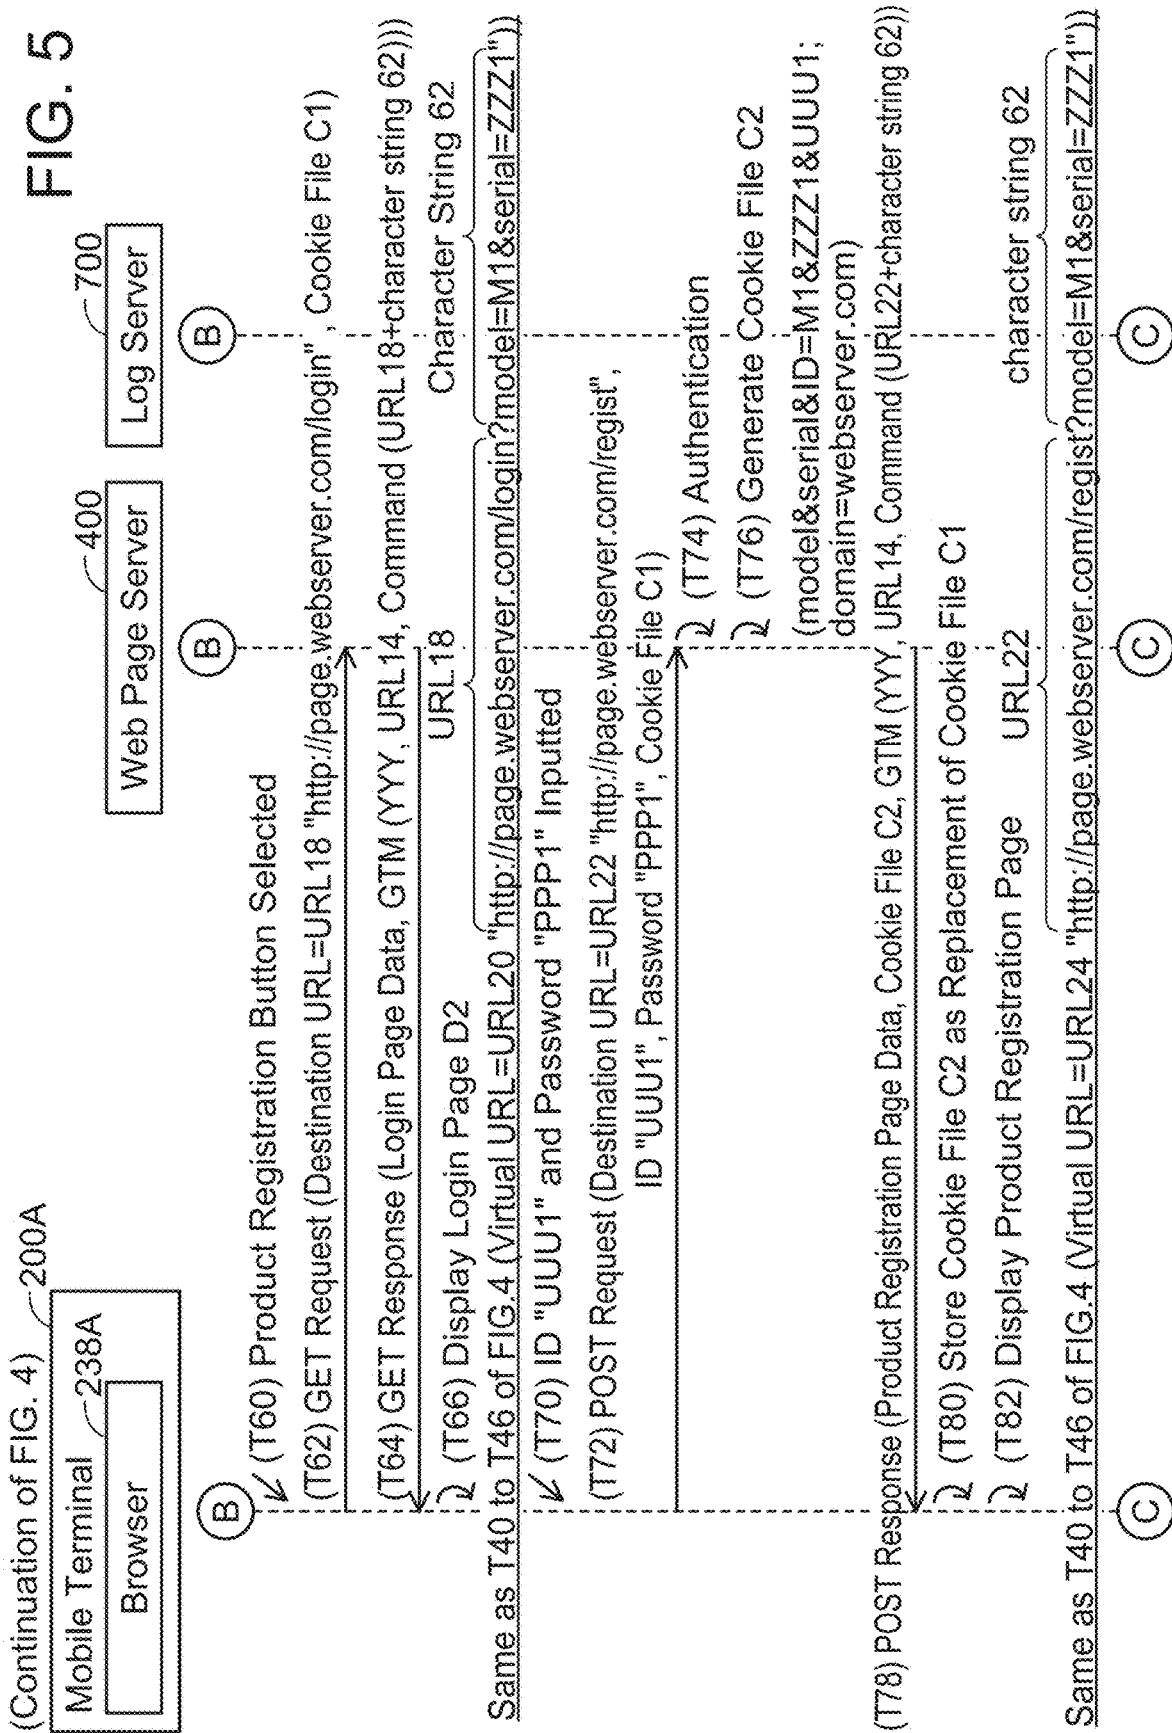 (Continuation of FIG. 4)
FIG. 5
200A
Mobile Terminal
238A
Browser
400
Web Page Server
700
Log Server
B
B
B
(T60) Product Registration Button Selected
(T62) GET Request (Destination URL=URL18 "http://page.webserver.com/login", Cookie File C1)
(T64) GET Response (Login Page Data, GTM (YYY, URL14, Command (URL18+character string 62)))
(T66) Display Login Page D2
URL18
Character String 62
Same as T40 to T46 of FIG.4 (Virtual URL=URL20 "http://page.webserver.com/login?model=M1&serial=ZZZ1"))
(T70) ID "UUU1" and Password "PPP1" Inputted
(T72) POST Request (Destination URL=URL22 "http://page.webserver.com/regist",
ID "UUU1", Password "PPP1", Cookie File C1)
(T74) Authentication
(T76) Generate Cookie File C2
(model&serial&ID=M1&ZZZ1&UUU1;
domain=webserver.com)
(T78) POST Response (Product Registration Page Data, Cookie File C2, GTM (YYY, URL14, Command (URL22+character string 62))
(T80) Store Cookie File C2 as Replacement of Cookie File C1
(T82) Display Product Registration Page
URL22
character string 62
Same as T40 to T46 of FIG.4 (Virtual URL=URL24 "http://page.webserver.com/regist?model=M1&serial=ZZZ1"))
C
C
C